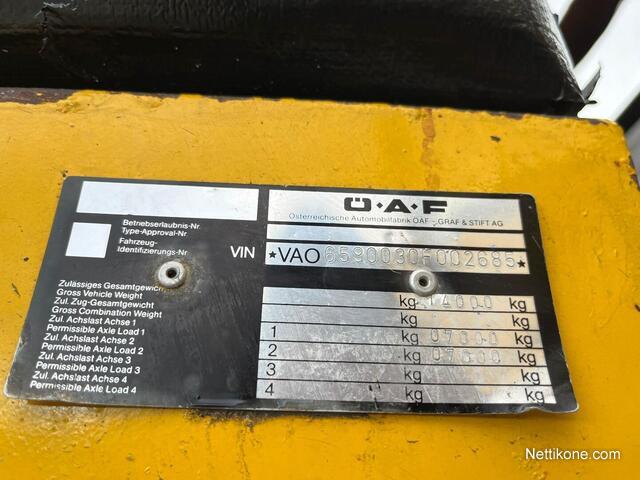 Ö·A·F
Österreichische Automobilfabrik ÖAF - GRAF & STIFT AG
Betriebserlaubnis-Nr.
Type-Approval-Nr.
Fahrzeug-
Identifizierungs-Nr. VIN ★VAO6590030F002685★
Zulässiges Gesamtgewicht
Gross Vehicle Weight kg 14000 kg
Zul. Zug-Gesamtgewicht
Gross Combination Weight kg kg
Zul. Achslast Achse 1
Permissible Axle Load 1 1 kg kg
Zul. Achslast Achse 2
Permissible Axle Load 2 2 kg kg
Zul. Achslast Achse 3
Permissible Axle Load 3 3 kg kg
Zul. Achslast Achse 4
Permissible Axle Load 4 4 kg kg
Nettikone.com